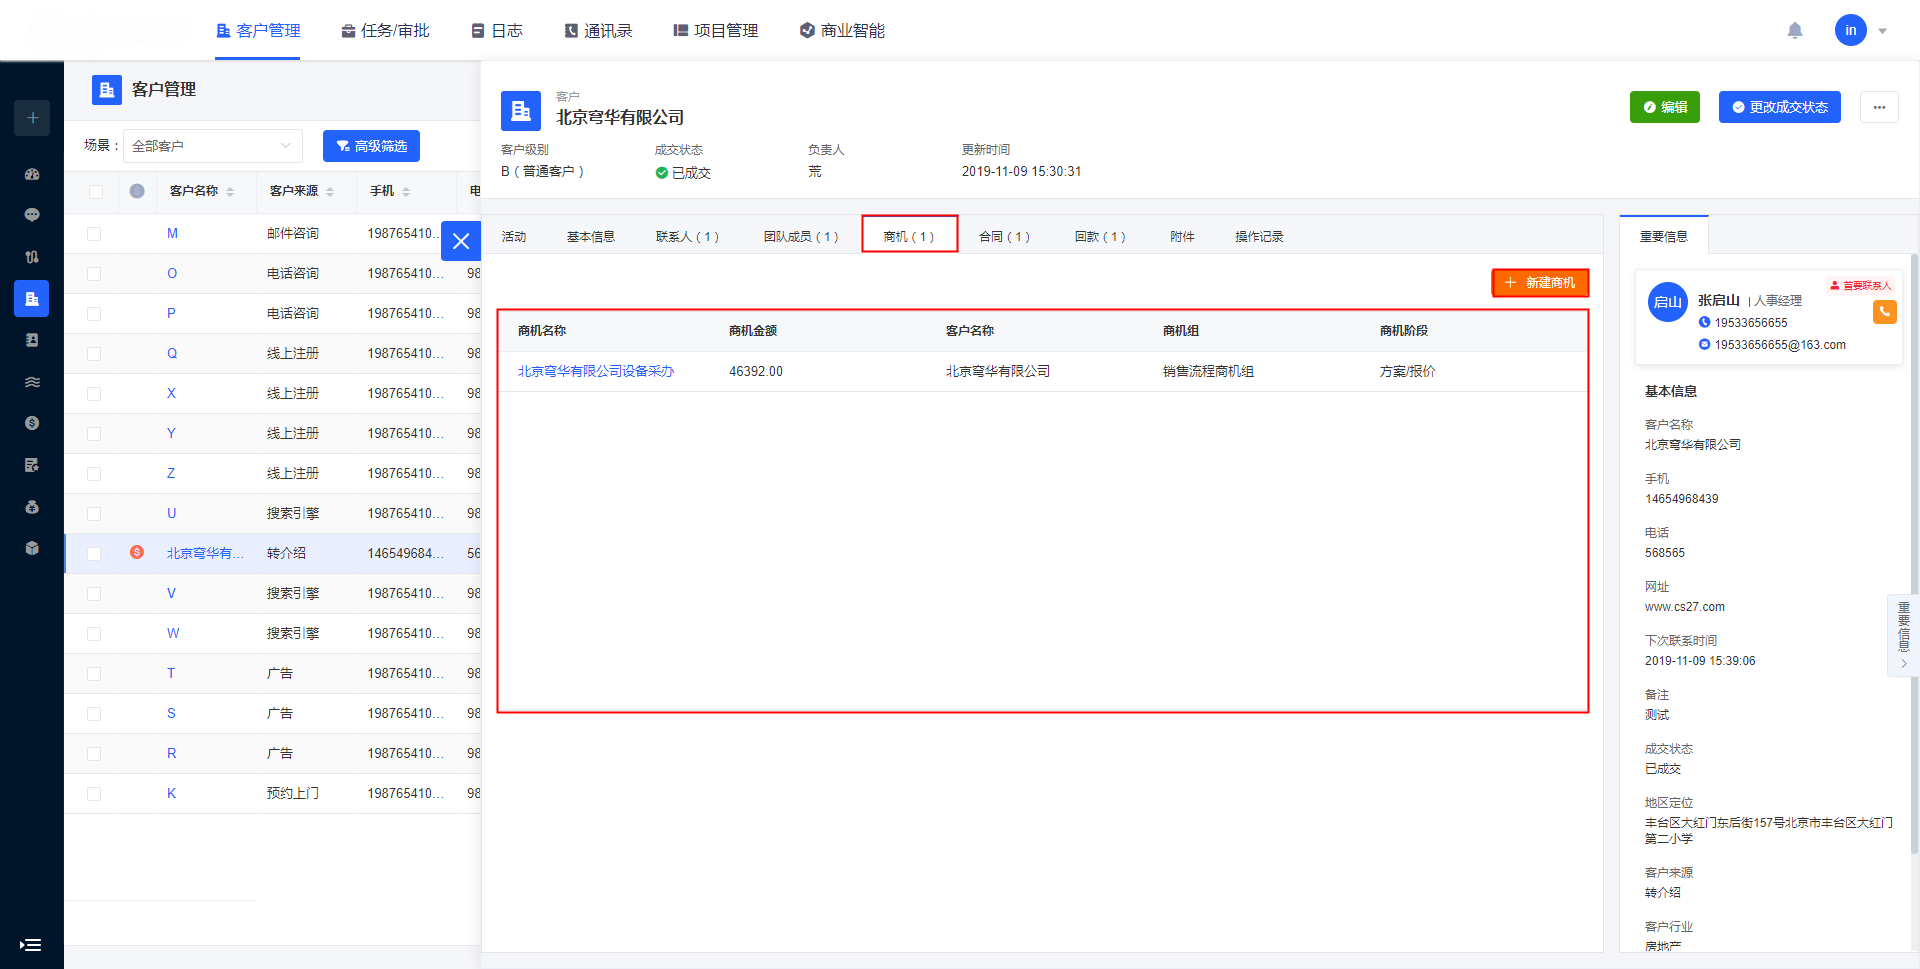 客户管理 任务/审批 日志 通讯录 项目管理 商业智能 in
客户管理
场景： 全部客户 高级筛选
客户名称 客户来源 手机 电
M 邮件咨询 198765410...
O 电话咨询 198765410... 98
P 电话咨询 198765410... 98
Q 线上注册 198765410... 98
X 线上注册 198765410... 98
Y 线上注册 198765410... 98
Z 线上注册 198765410... 98
U 搜索引擎 198765410... 98
北京穹华有... 转介绍 146549684... 56
V 搜索引擎 198765410... 98
W 搜索引擎 198765410... 98
T 广告 198765410... 98
S 广告 198765410... 98
R 广告 198765410... 98
K 预约上门 198765410... 98
客户
北京穹华有限公司
编辑 更改成交状态 ...
客户级别 成交状态 负责人 更新时间
B（普通客户） 已成交 荒 2019-11-09 15:30:31
活动 基本信息 联系人（1） 团队成员（1） 商机（1） 合同（1） 回款（1） 附件 操作记录
新建商机
商机名称 商机金额 客户名称 商机组 商机阶段
北京穹华有限公司设备采办 46392.00 北京穹华有限公司 销售流程商机组 方案/报价
重要信息
首要联系人
启山 张启山 | 人事经理
19533656655
19533656655@163.com
基本信息
客户名称
北京穹华有限公司
手机
14654968439
电话
568565
网址
www.cs27.com
下次联系时间
2019-11-09 15:39:06
备注
测试
成交状态
已成交
地区定位
丰台区大红门东后街157号北京市丰台区大红门
第二小学
客户来源
转介绍
客户行业
房地产
重要信息